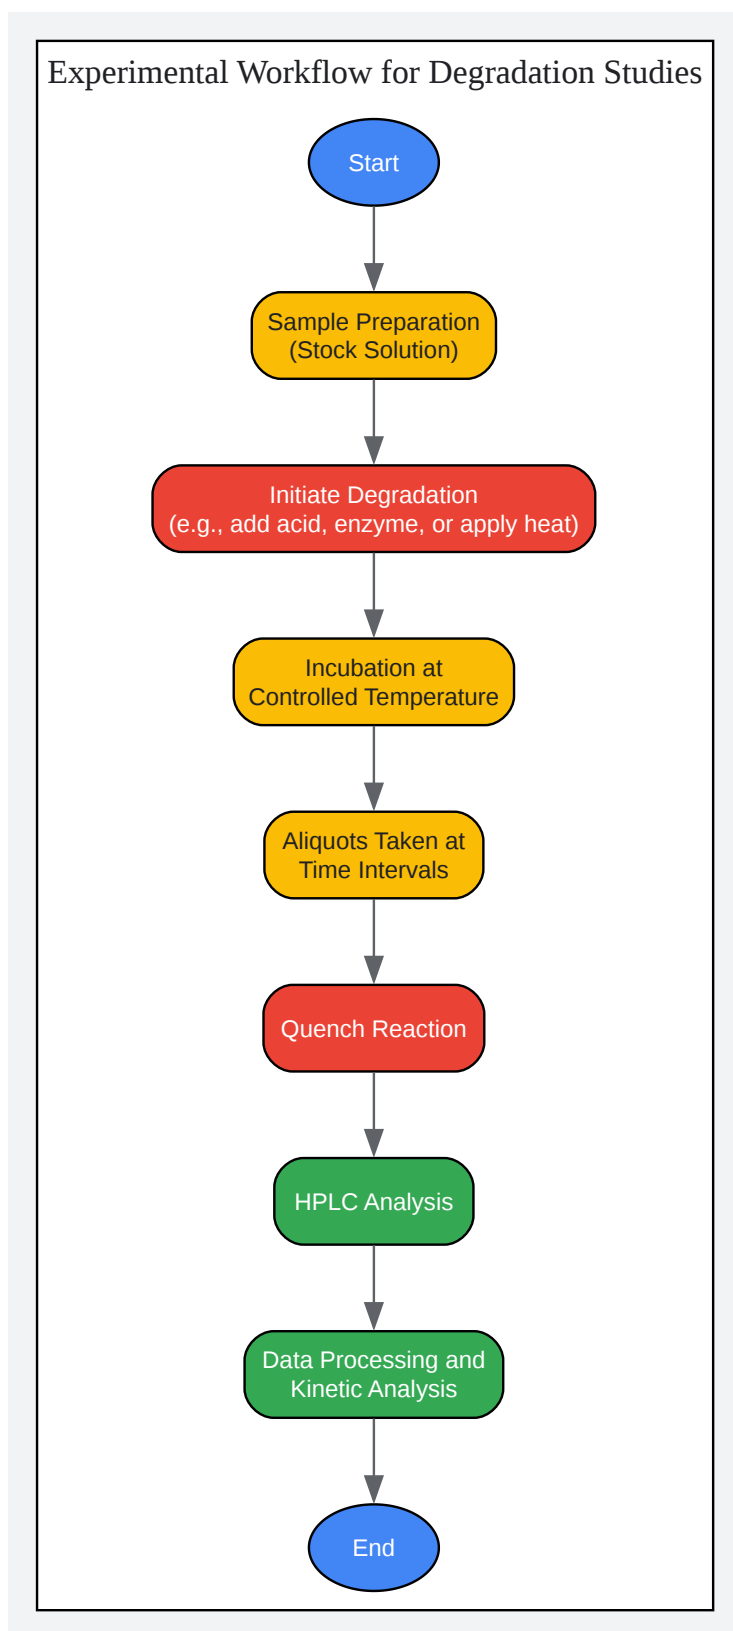 Experimental Workflow for Degradation Studies
Start
Sample Preparation
(Stock Solution)
Initiate Degradation
(e.g., add acid, enzyme, or apply heat)
Incubation at
Controlled Temperature
Aliquots Taken at
Time Intervals
Quench Reaction
HPLC Analysis
Data Processing and
Kinetic Analysis
End